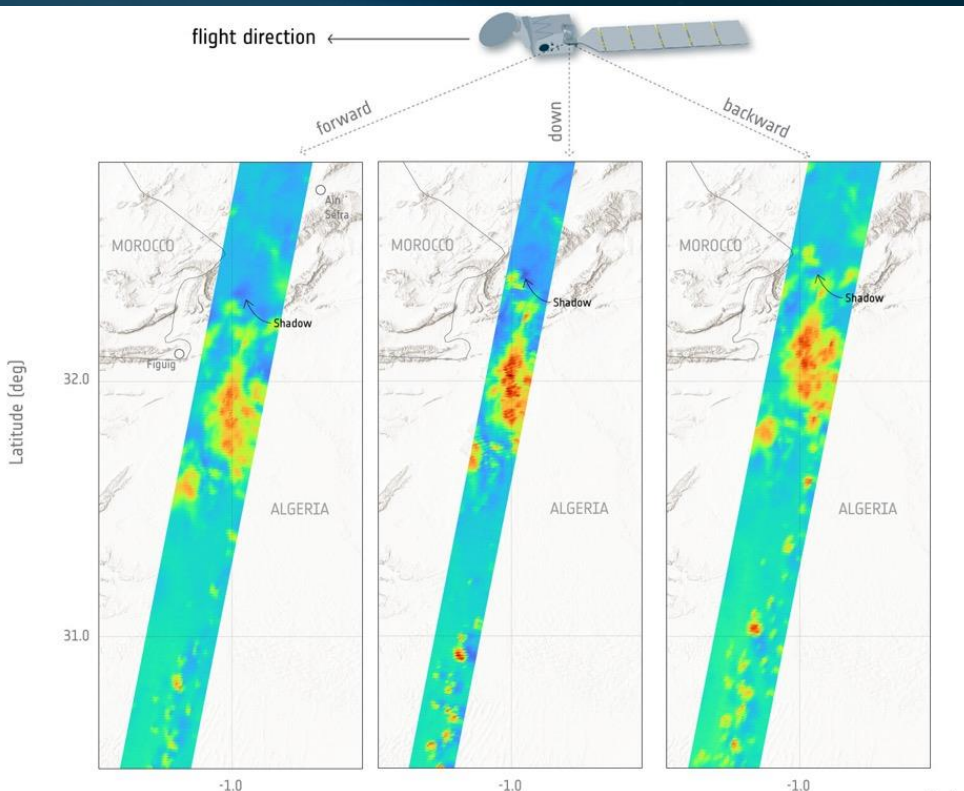 flight direction
forward
down
backward
Ain
Sefra
MOROCCO
Shadow
Figuig
ALGERIA
MOROCCO
Shadow
ALGERIA
MOROCCO
Shadow
ALGERIA
Latitude (deg)
32.0
31.0
-1.0
-1.0
-1.0